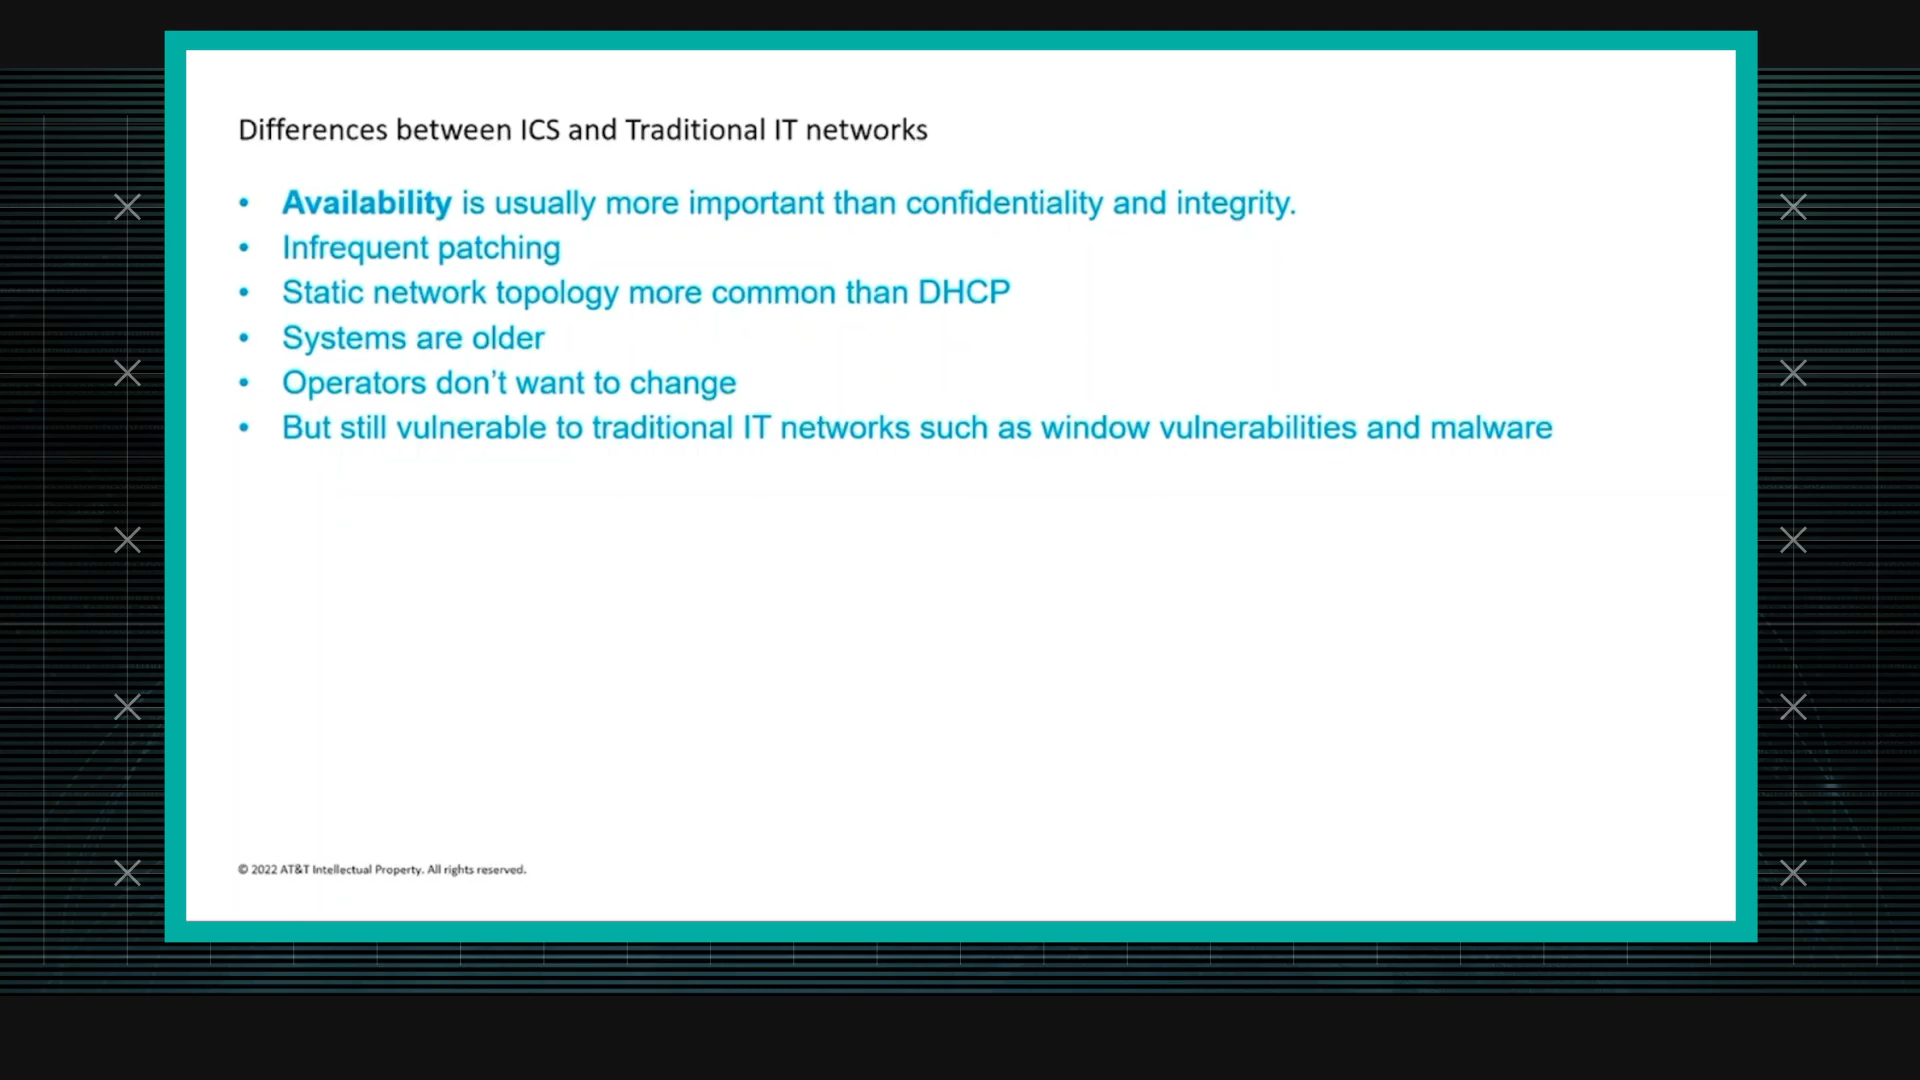 Differences between ICS and Traditional IT networks
• Availability is usually more important than confidentiality and integrity.
• Infrequent patching
• Static network topology more common than DHCP
• Systems are older
• Operators don’t want to change
• But still vulnerable to traditional IT networks such as window vulnerabilities and malware
© 2022 AT&T Intellectual Property. All rights reserved.